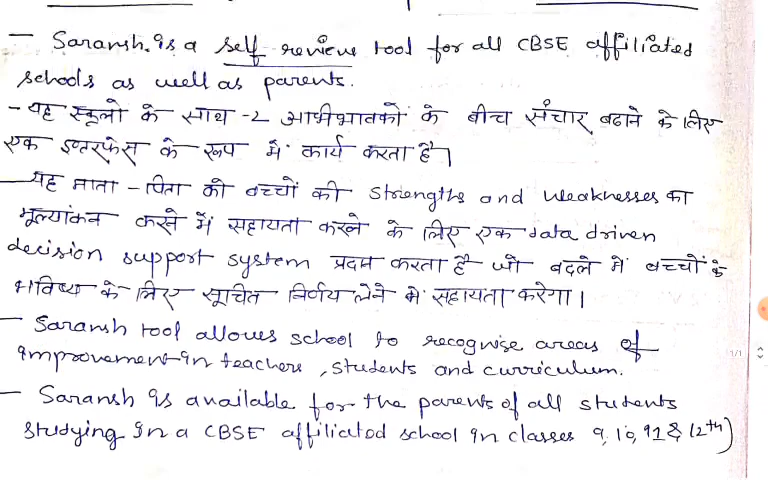 - Saransh is a self review tool for all CBSE affiliated
schools as well as parents.
- यह स्कूलो के साथ -2 अभीभावकों के बीच संचार बढाने के लिए
एक इण्टरफेस के रूप में कार्य करता है।
- यह माता - पिता को बच्चों की strengths and weaknesses का
मूल्यांकन करने में सहायता करने के लिए एक data driven
decision support system प्रदान करता है जो बदले में बच्चों के
भविष्य के लिए सूचित निर्णय लेने में सहायता करेगा।
- Saransh tool allows school to recognise areas of
improvement in teachers, students and curriculum.
- Saransh is available for the parents of all students
studying in a CBSE affiliated school in classes 9, 10, 11 & 12th)
1/1